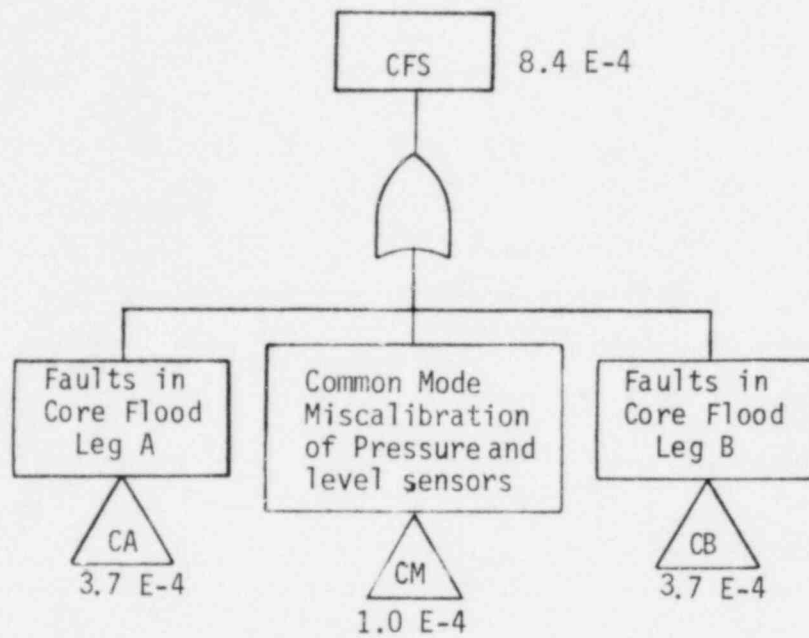 CFS
8.4 E-4
Faults in
Core Flood
Leg A
Common Mode
Miscalibration
of Pressure and
level sensors
Faults in
Core Flood
Leg B
CA
3.7 E-4
CM
1.0 E-4
CB
3.7 E-4